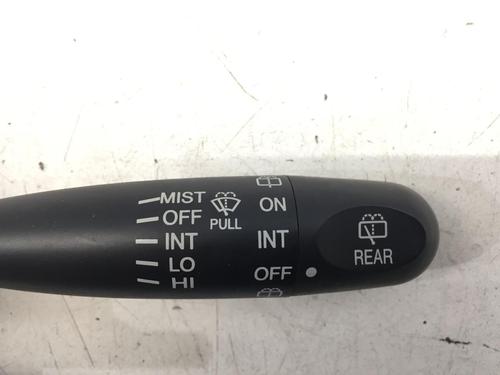 MIST
OFF
INT
LO
HI
PULL
ON
INT
OFF
REAR